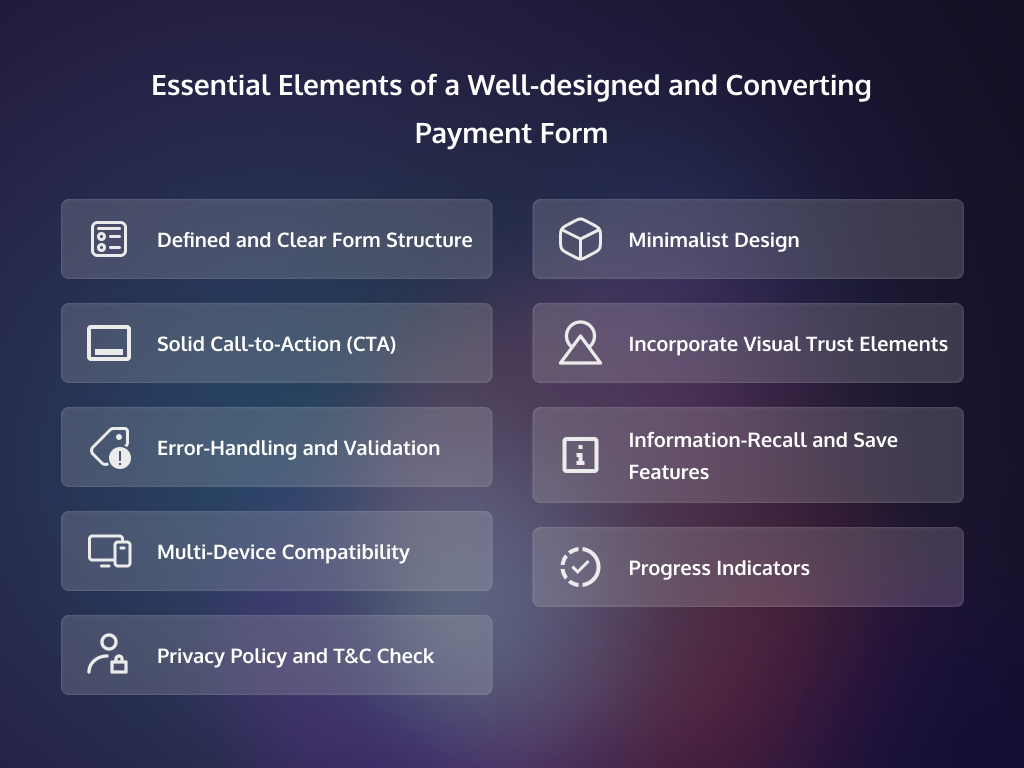 Essential Elements of a Well-designed and Converting
Payment Form
Defined and Clear Form Structure
Solid Call-to-Action (CTA)
Error-Handling and Validation
Multi-Device Compatibility
Privacy Policy and T&C Check
Minimalist Design
Incorporate Visual Trust Elements
Information-Recall and Save
Features
Progress Indicators